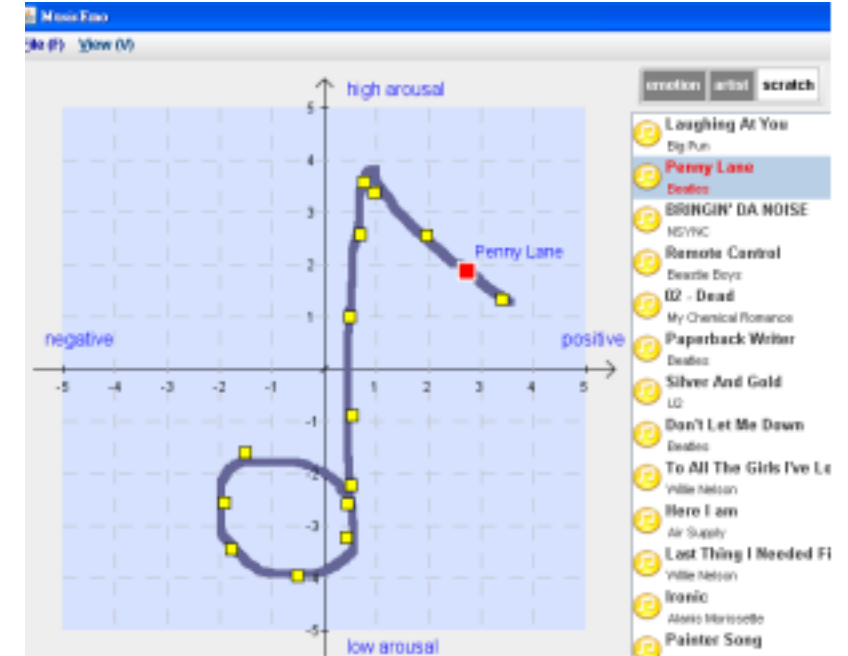 MusicEmo
File (F) View (V)
high arousal
emotion artist scratch
5
4
3
2
1
Penny Lane
negative
positive
-5 -4 -3 -2 -1 1 2 3 4 5
-1
-2
-3
-4
-5
low arousal
Laughing At You
Big Pun
Penny Lane
Beatles
BRINGIN' DA NOISE
NSYNC
Remote Control
Beastie Boys
02 - Dead
My Chemical Romance
Paperback Writer
Beatles
Silver And Gold
U2
Don't Let Me Down
Beatles
To All The Girls I've Lo
Willie Nelson
Here I am
Air Supply
Last Thing I Needed Fi
Willie Nelson
Ironic
Alanis Morissette
Painter Song